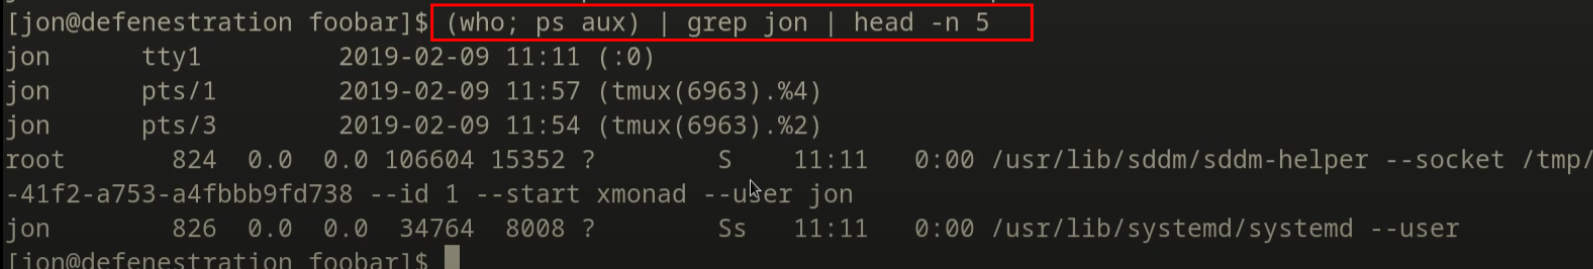 [jon@defenestration foobar]$ (who; ps aux) | grep jon | head -n 5
jon      tty1         2019-02-09 11:11 (:0)
jon      pts/1        2019-02-09 11:57 (tmux(6963).%4)
jon      pts/3        2019-02-09 11:54 (tmux(6963).%2)
root       824  0.0  0.0 106604 15352 ?        S    11:11   0:00 /usr/lib/sddm/sddm-helper --socket /tmp/
-41f2-a753-a4fbbb9fd738 --id 1 --start xmonad --user jon
jon        826  0.0  0.0  34764  8008 ?        Ss   11:11   0:00 /usr/lib/systemd/systemd --user
[jon@defenestration foobar]$